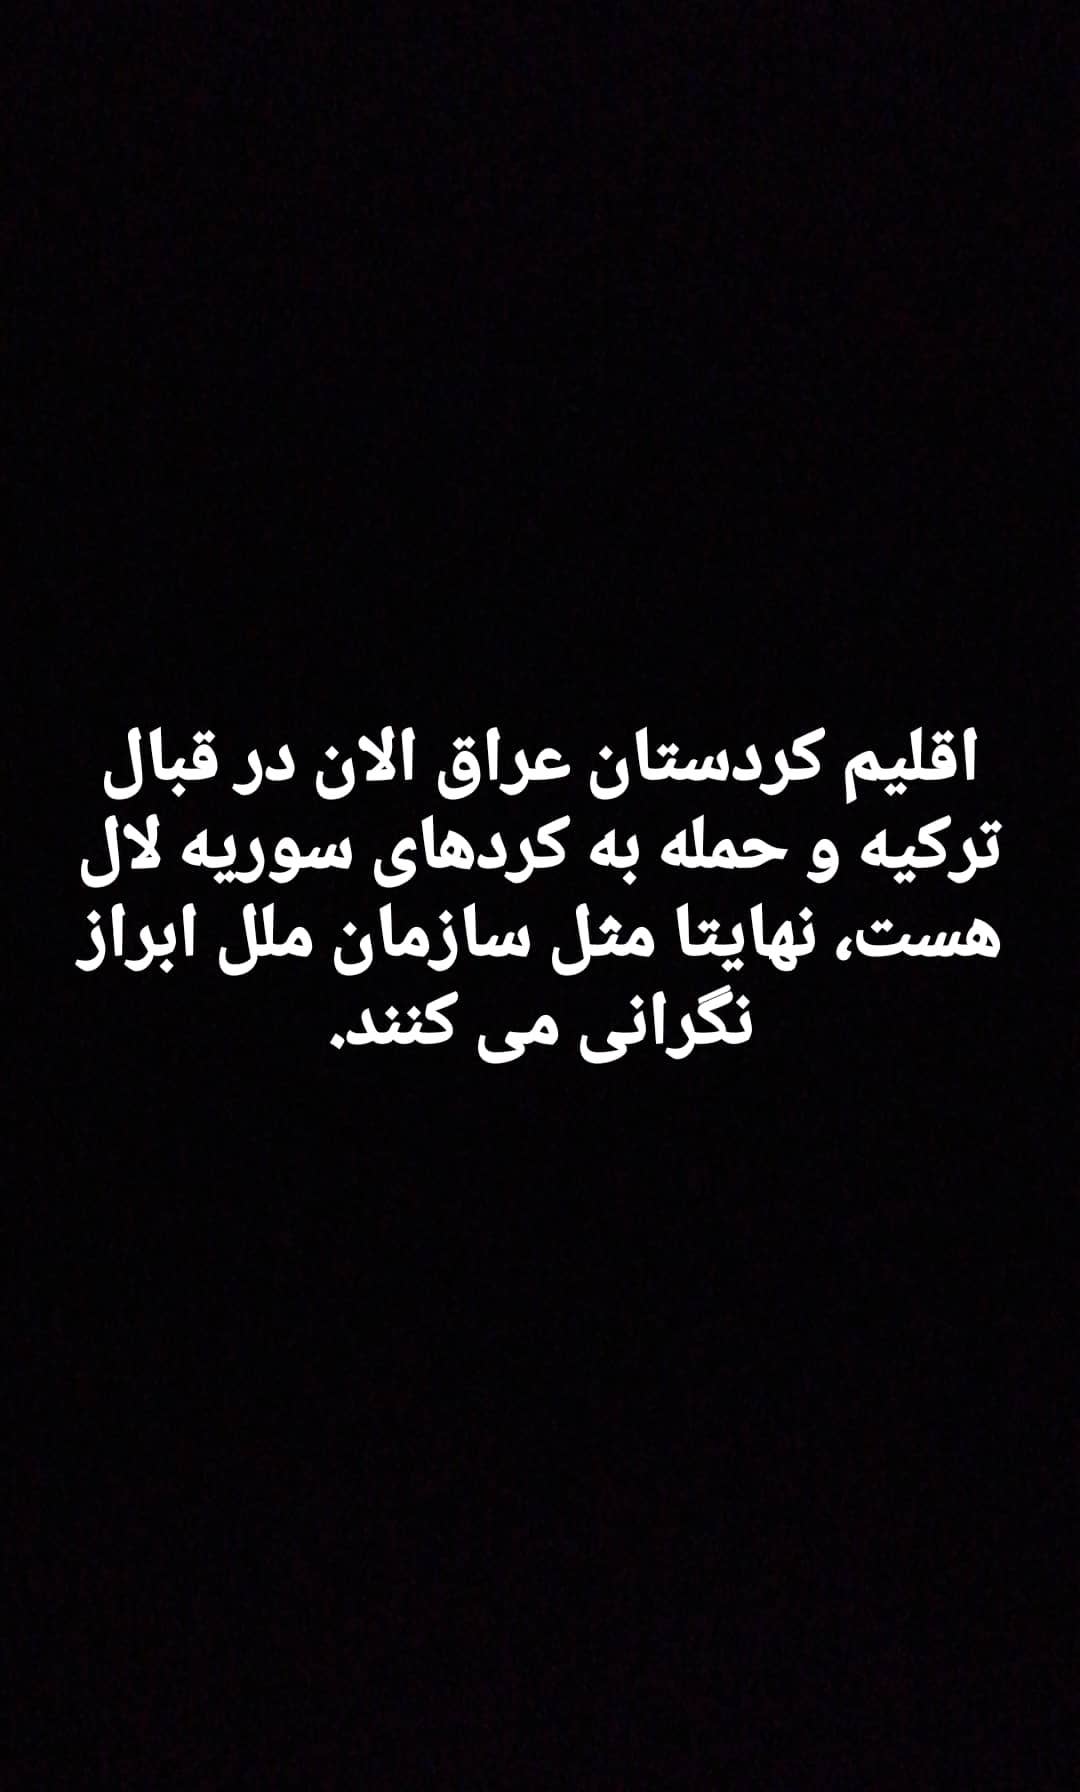 اقلیم کردستان عراق الان در قبال
ترکیه و حمله به کردهای سوریه لال
هست، نهایتا مثل سازمان ملل ابراز
نگرانی می کنند.